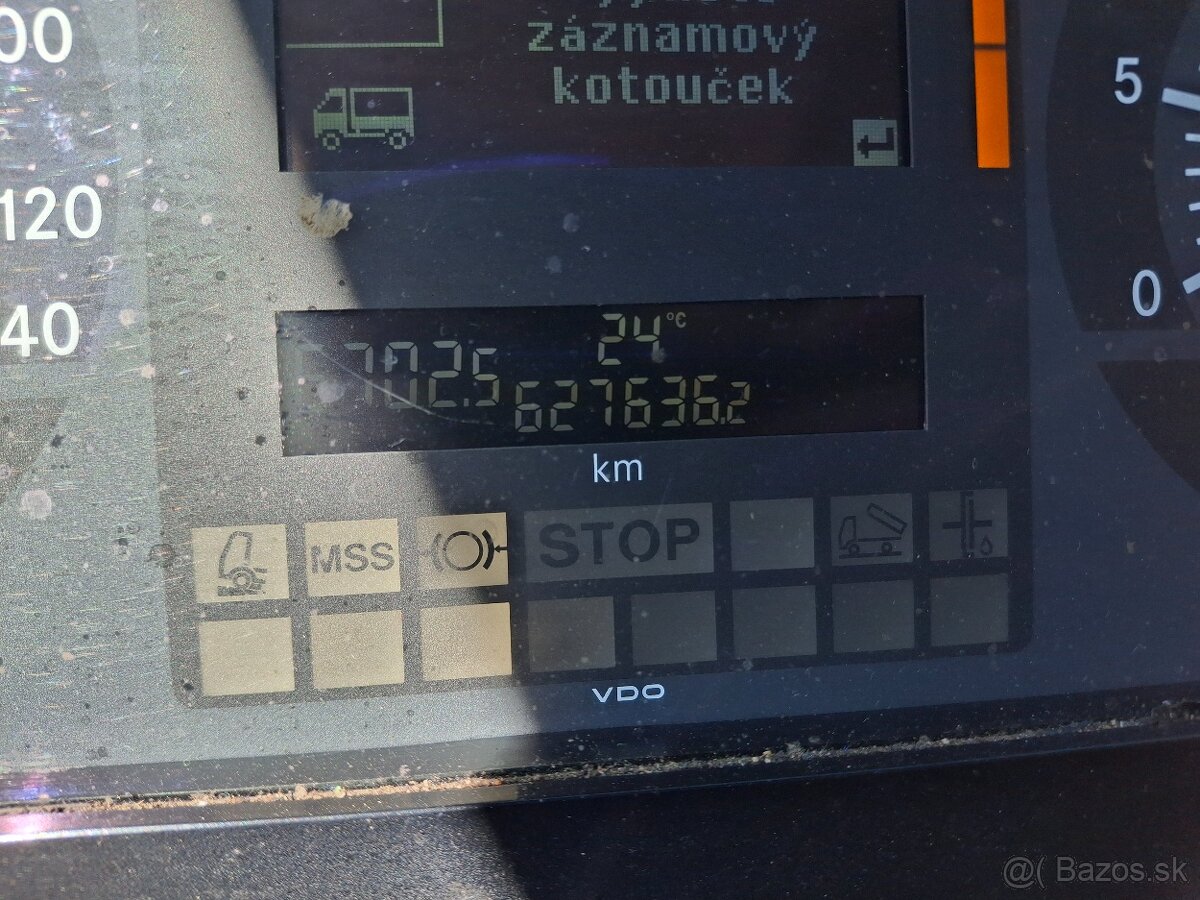 záznamový
kotouček
00
120
40
5
0
24 °C
702.5
627636.2
km
MSS
STOP
VDO
@( Bazos.sk